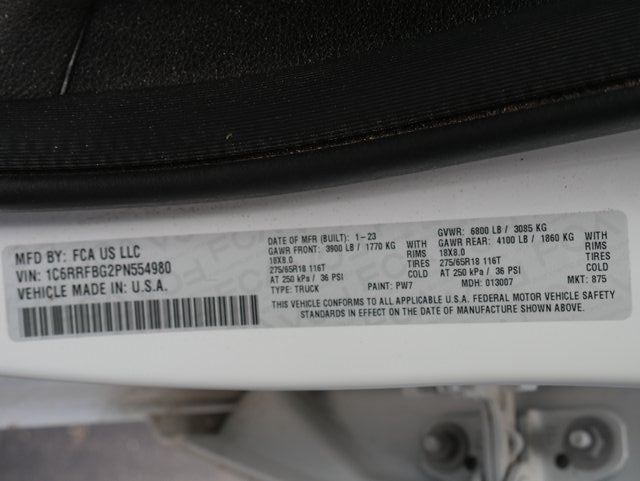 MFD BY: FCA US LLC
VIN: 1C6RRFBG2PN554980
VEHICLE MADE IN: U.S.A.
DATE OF MFR (BUILT): 1-23 GVWR: 6800 LB / 3085 KG
GAWR FRONT: 3900 LB / 1770 KG WITH GAWR REAR: 4100 LB / 1860 KG WITH
18X8.0 RIMS 18X8.0 RIMS
275/65R18 116T TIRES 275/65R18 116T TIRES
AT 250 kPa / 36 PSI COLD AT 250 kPa / 36 PSI COLD
TYPE: TRUCK PAINT: PW7 MDH: 013007 MKT: 875
THIS VEHICLE CONFORMS TO ALL APPLICABLE U.S.A. FEDERAL MOTOR VEHICLE SAFETY
STANDARDS IN EFFECT ON THE DATE OF MANUFACTURE SHOWN ABOVE.